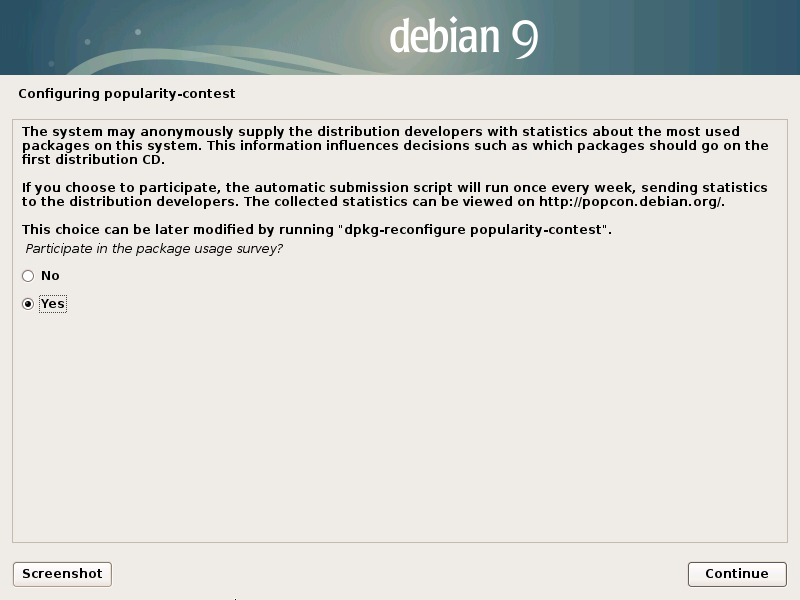 debian 9
Configuring popularity-contest
The system may anonymously supply the distribution developers with statistics about the most used
packages on this system. This information influences decisions such as which packages should go on the
first distribution CD.
If you choose to participate, the automatic submission script will run once every week, sending statistics
to the distribution developers. The collected statistics can be viewed on http://popcon.debian.org/.
This choice can be later modified by running "dpkg-reconfigure popularity-contest".
Participate in the package usage survey?
No
Yes
Screenshot
Continue